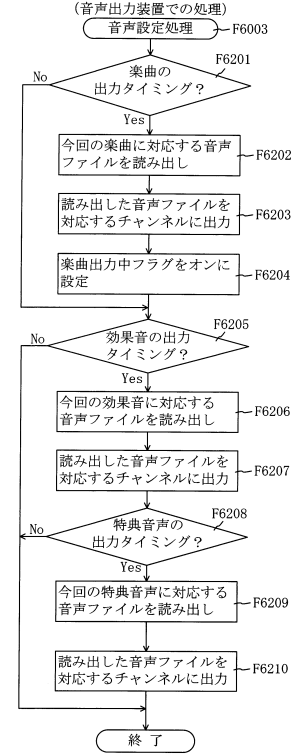 (音声出力装置での処理)
音声設定処理
F6003
楽曲の
出力タイミング？
F6201
No
Yes
今回の楽曲に対応する音声
ファイルを読み出し
F6202
読み出した音声ファイルを
対応するチャンネルに出力
F6203
楽曲出力中フラグをオンに
設定
F6204
効果音の出力
タイミング？
F6205
No
Yes
今回の効果音に対応する
音声ファイルを読み出し
F6206
読み出した音声ファイルを
対応するチャンネルに出力
F6207
特典音声の
出力タイミング？
F6208
No
Yes
今回の特典音声に対応する
音声ファイルを読み出し
F6209
読み出した音声ファイルを
対応するチャンネルに出力
F6210
終了